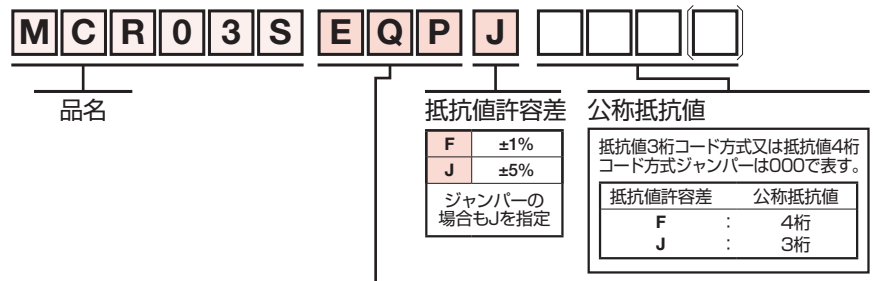 MCR03S EQP J □□□(□)
品名
抵抗値許容差
F ±1%
J ±5%
ジャンパーの
場合もJを指定
公称抵抗値
抵抗値3桁コード方式又は抵抗値4桁
コード方式ジャンパーは000で表す。
抵抗値許容差 公称抵抗値
F : 4桁
J : 3桁